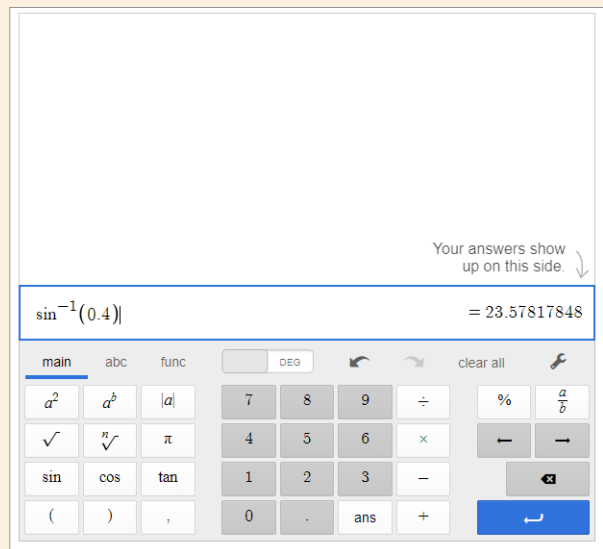 Your answers show
up on this side.
sin⁻¹(0.4)
= 23.57817848
main abc func DEG clear all
a² aᵇ |a| 7 8 9 ÷ % a/b
√ ⁿ√ π 4 5 6 × ← →
sin cos tan 1 2 3 −
( ) , 0 . ans +